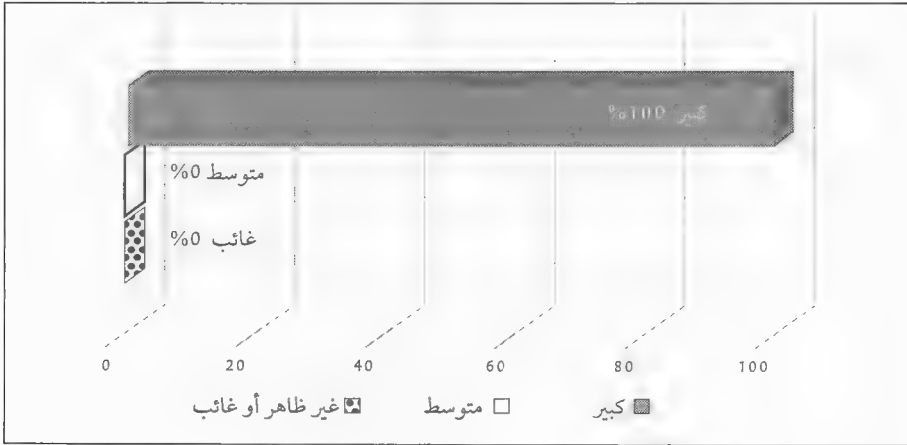 كبير 100%
متوسط 0%
غائب 0%
0 20 40 60 80 100
كبير متوسط غير ظاهر أو غائب